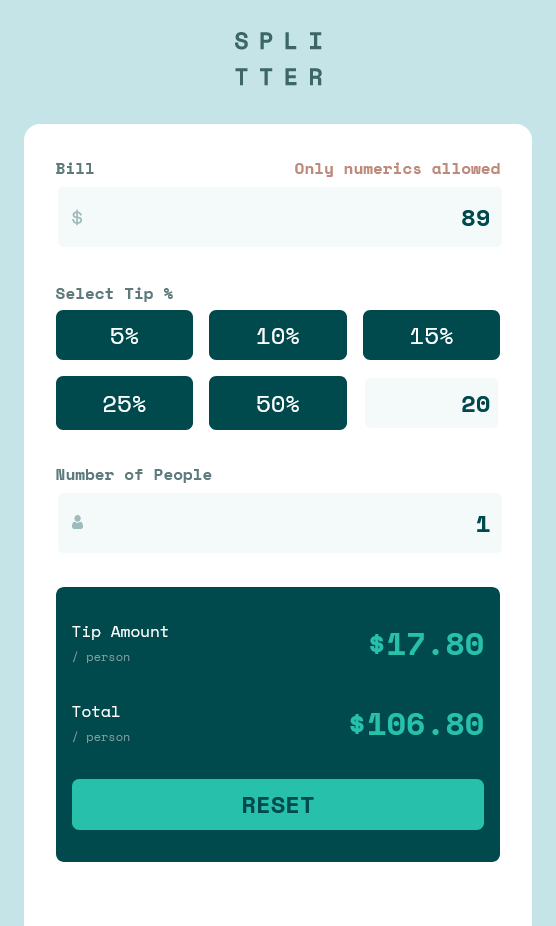 SPLI
TTER
Bill Only numerics allowed
$ 89
Select Tip %
5% 10% 15%
25% 50% 20
Number of People
1
Tip Amount
/ person
$17.80
Total
/ person
$106.80
RESET